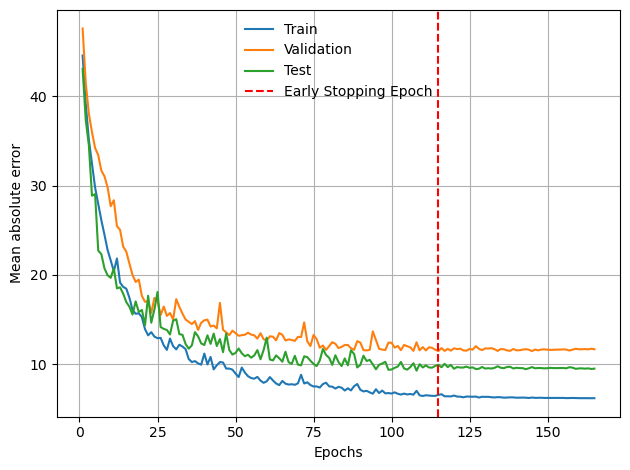 Train
Validation
Test
Early Stopping Epoch
Mean absolute error
40
30
20
10
0
25
50
75
100
125
150
Epochs